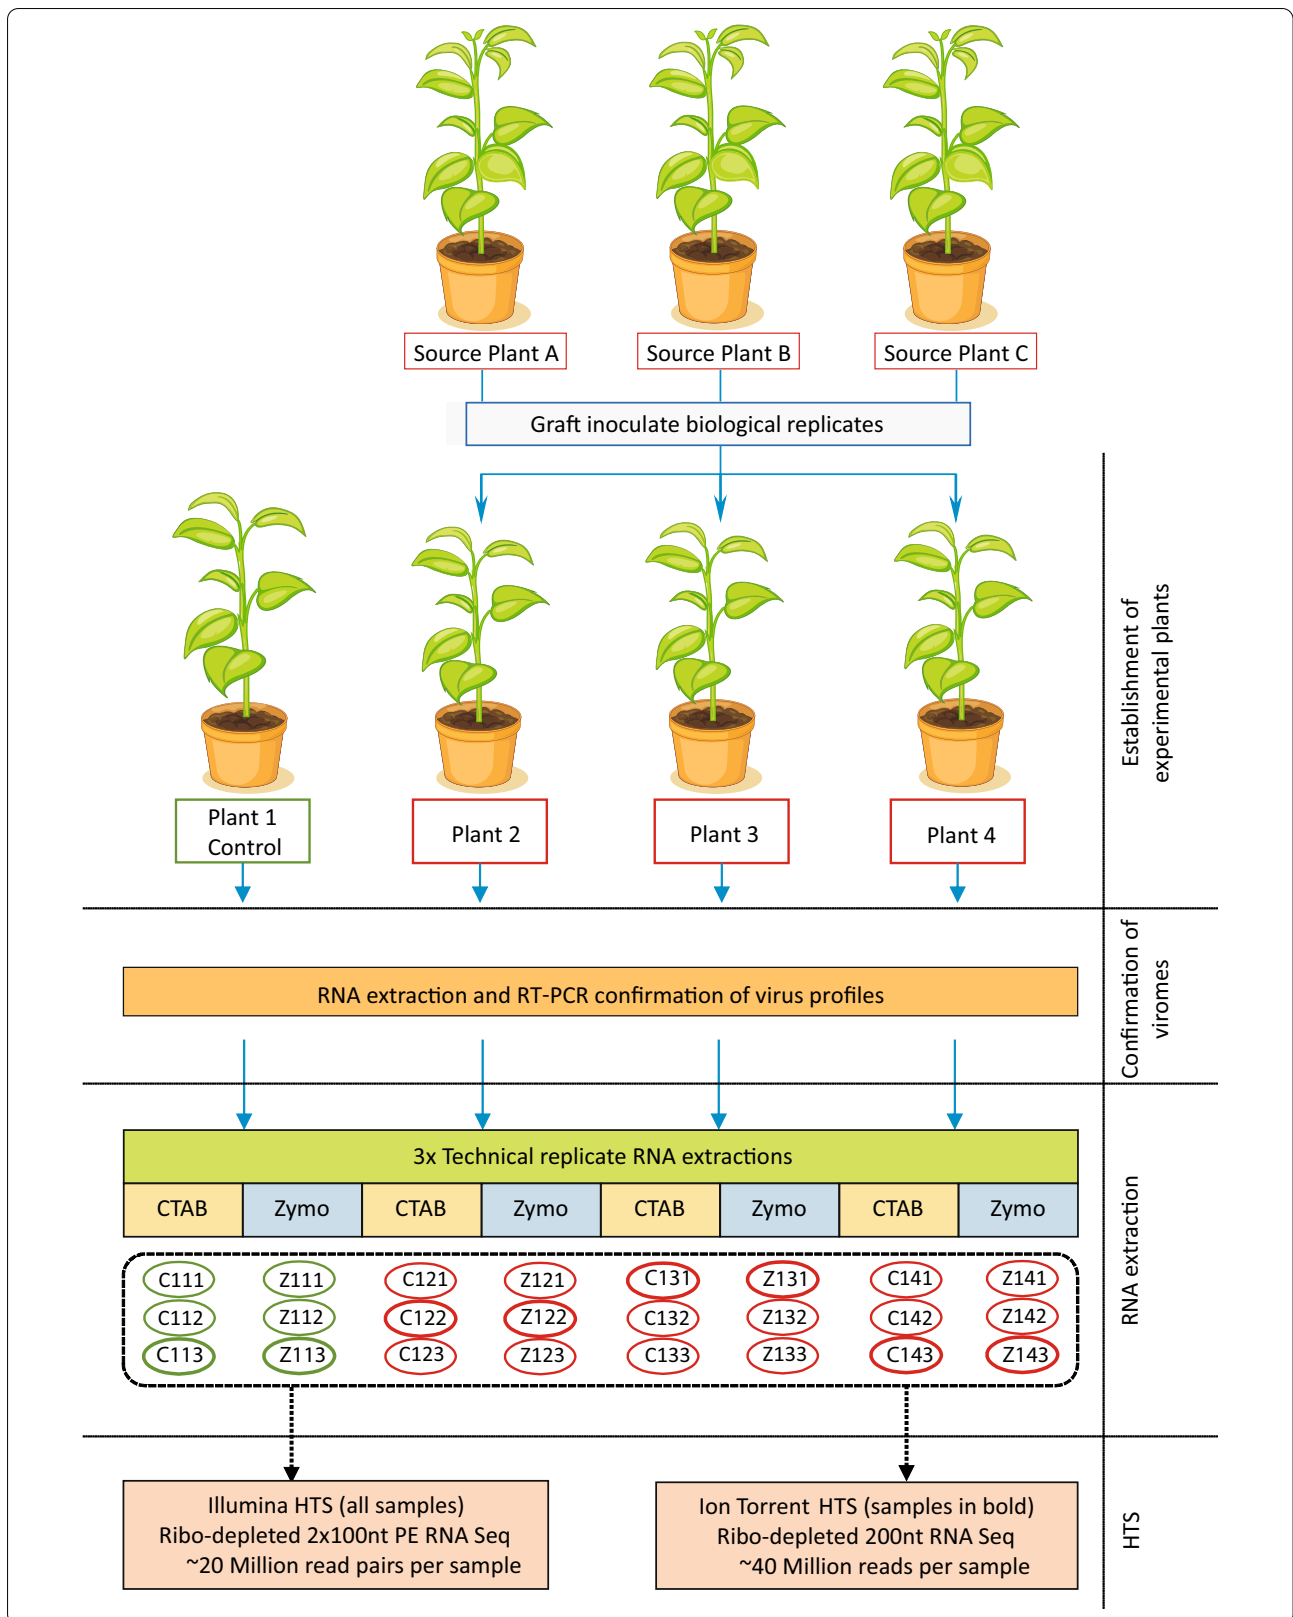 Source Plant A
Source Plant B
Source Plant C
Graft inoculate biological replicates
Establishment of
experimental plants
Plant 1
Control
Plant 2
Plant 3
Plant 4
Confirmation of
viromes
RNA extraction and RT-PCR confirmation of virus profiles
RNA extraction
3x Technical replicate RNA extractions
CTAB
Zymo
CTAB
Zymo
CTAB
Zymo
CTAB
Zymo
C111
Z111
C121
Z121
C131
Z131
C141
Z141
C112
Z112
C122
Z122
C132
Z132
C142
Z142
C113
Z113
C123
Z123
C133
Z133
C143
Z143
HTS
Illumina HTS (all samples)
Ribo-depleted 2x100nt PE RNA Seq
~20 Million read pairs per sample
Ion Torrent HTS (samples in bold)
Ribo-depleted 200nt RNA Seq
~40 Million reads per sample